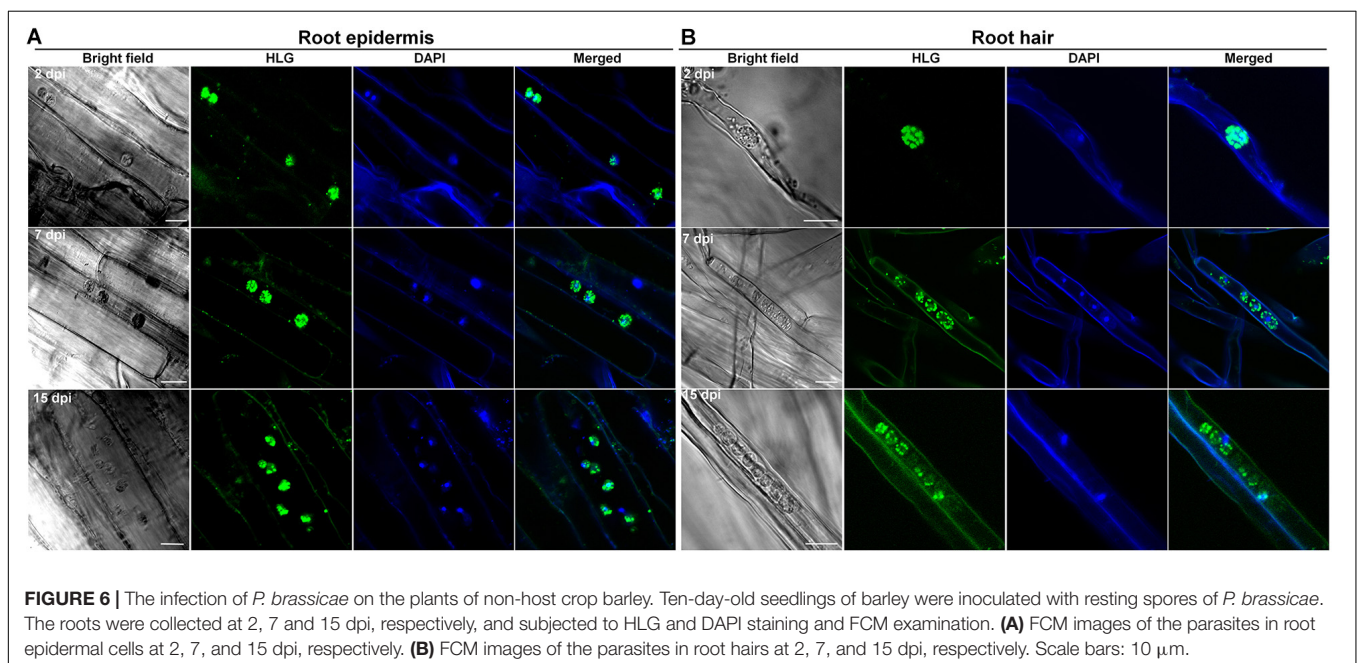 A Root epidermis B Root hair
Bright field HLG DAPI Merged Bright field HLG DAPI Merged
2 dpi 2 dpi
7 dpi 7 dpi
15 dpi 15 dpi
FIGURE 6 | The infection of P. brassicae on the plants of non-host crop barley. Ten-day-old seedlings of barley were inoculated with resting spores of P. brassicae.
The roots were collected at 2, 7 and 15 dpi, respectively, and subjected to HLG and DAPI staining and FCM examination. (A) FCM images of the parasites in root
epidermal cells at 2, 7, and 15 dpi, respectively. (B) FCM images of the parasites in root hairs at 2, 7, and 15 dpi, respectively. Scale bars: 10 μm.